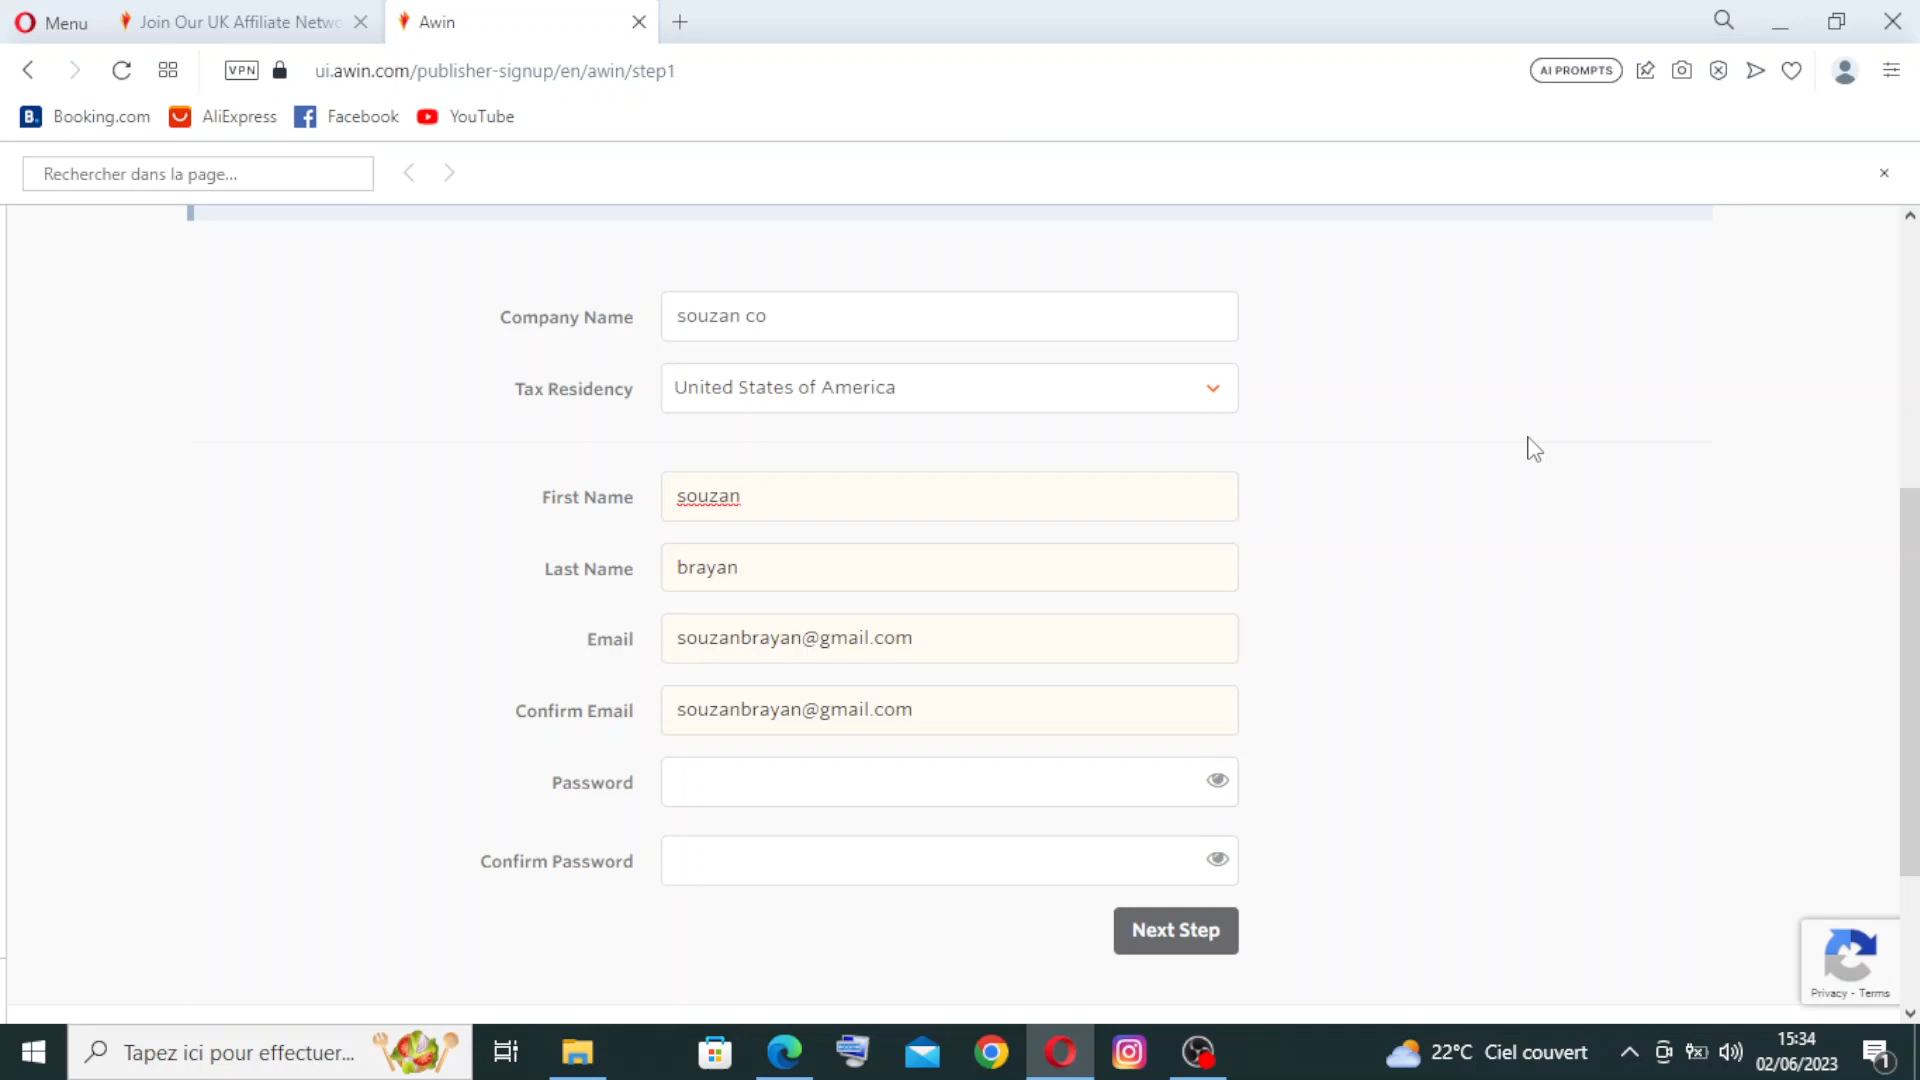 Menu
Join Our UK Affiliate Netwo
Awin
VPN
ui.awin.com/publisher-signup/en/awin/step1
AI PROMPTS
B.
Booking.com
AliExpress
Facebook
YouTube
Rechercher dans la page...
Company Name
souzan co
Tax Residency
United States of America
First Name
souzan
Last Name
brayan
Email
souzanbrayan@gmail.com
Confirm Email
souzanbrayan@gmail.com
Password
Confirm Password
Next Step
Privacy - Terms
Tapez ici pour effectuer...
22°C Ciel couvert
15:34
02/06/2023
1